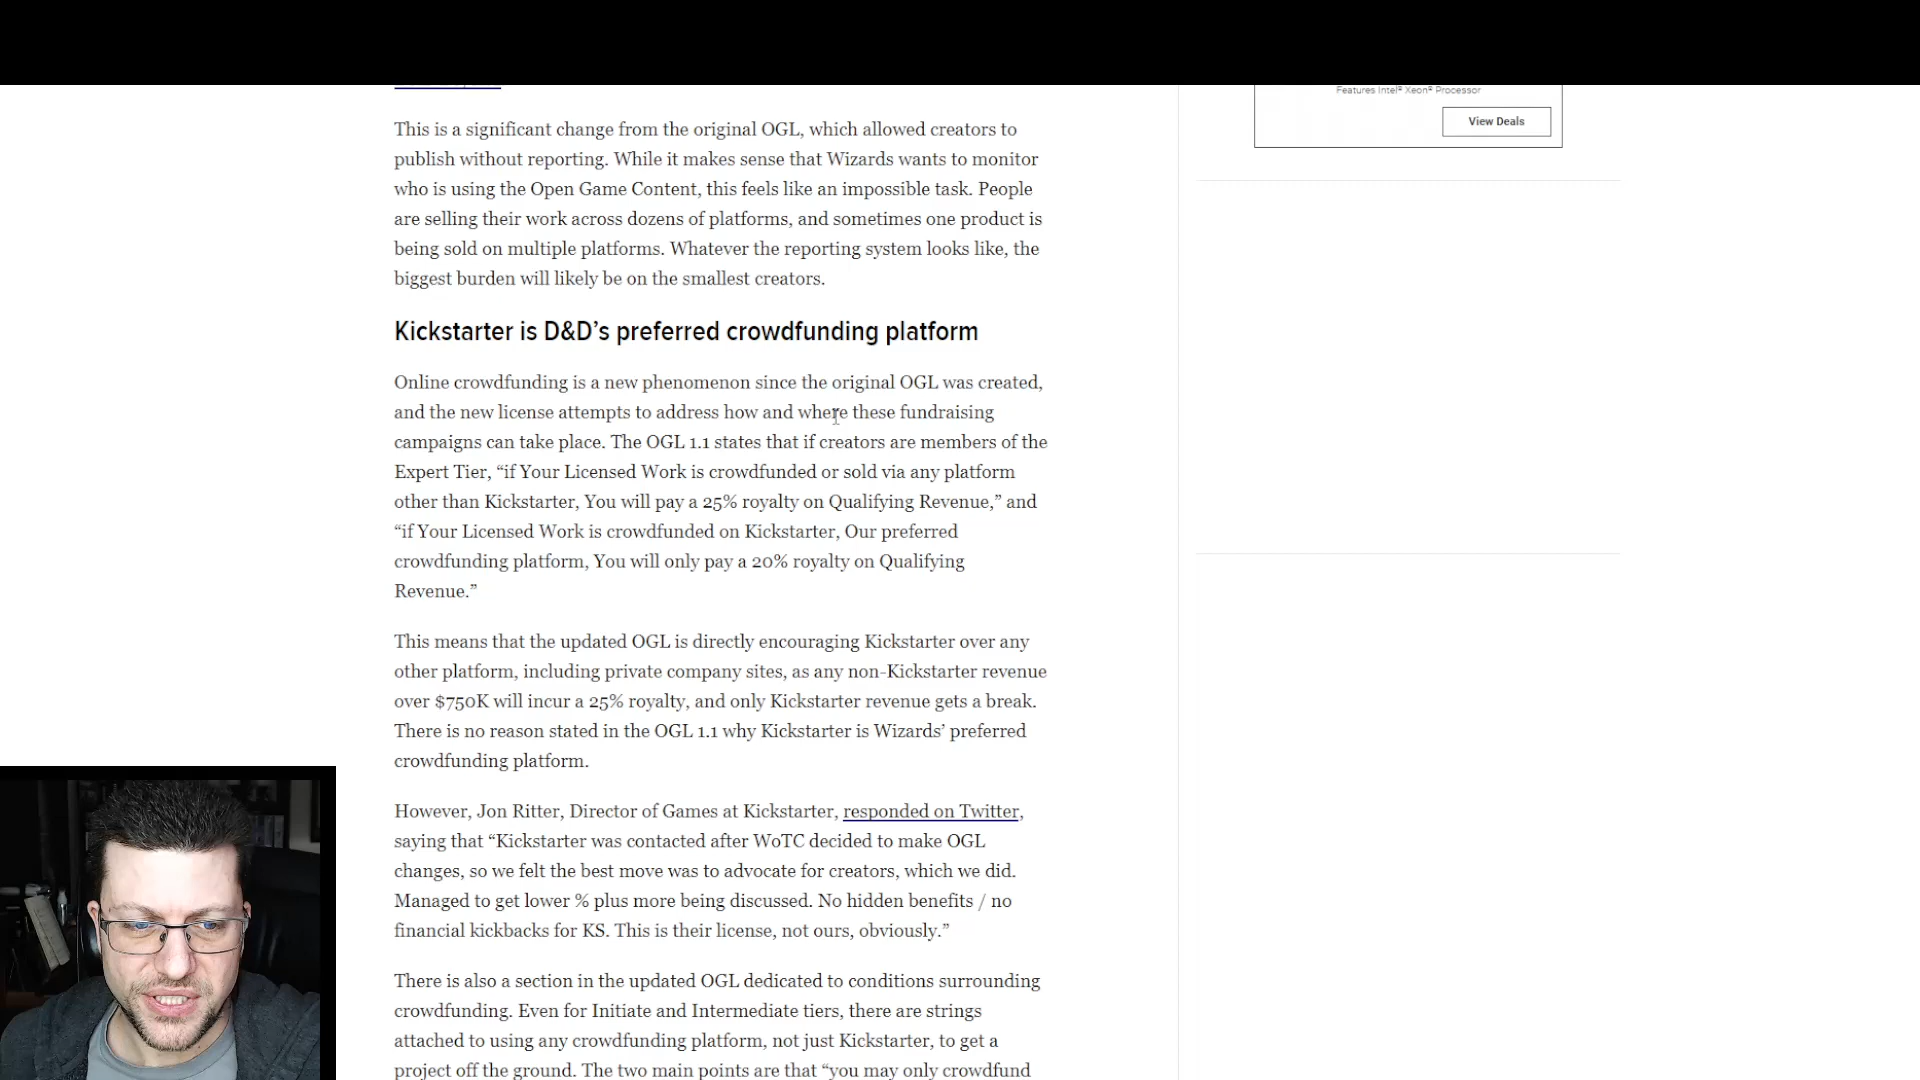 Features Intel® Xeon® Processor
View Deals
This is a significant change from the original OGL, which allowed creators to
publish without reporting. While it makes sense that Wizards wants to monitor
who is using the Open Game Content, this feels like an impossible task. People
are selling their work across dozens of platforms, and sometimes one product is
being sold on multiple platforms. Whatever the reporting system looks like, the
biggest burden will likely be on the smallest creators.
Kickstarter is D&D’s preferred crowdfunding platform
Online crowdfunding is a new phenomenon since the original OGL was created,
and the new license attempts to address how and where these fundraising
campaigns can take place. The OGL 1.1 states that if creators are members of the
Expert Tier, “if Your Licensed Work is crowdfunded or sold via any platform
other than Kickstarter, You will pay a 25% royalty on Qualifying Revenue,” and
“if Your Licensed Work is crowdfunded on Kickstarter, Our preferred
crowdfunding platform, You will only pay a 20% royalty on Qualifying
Revenue.”
This means that the updated OGL is directly encouraging Kickstarter over any
other platform, including private company sites, as any non-Kickstarter revenue
over $750K will incur a 25% royalty, and only Kickstarter revenue gets a break.
There is no reason stated in the OGL 1.1 why Kickstarter is Wizards’ preferred
crowdfunding platform.
However, Jon Ritter, Director of Games at Kickstarter, responded on Twitter,
saying that “Kickstarter was contacted after WoTC decided to make OGL
changes, so we felt the best move was to advocate for creators, which we did.
Managed to get lower % plus more being discussed. No hidden benefits / no
financial kickbacks for KS. This is their license, not ours, obviously.”
There is also a section in the updated OGL dedicated to conditions surrounding
crowdfunding. Even for Initiate and Intermediate tiers, there are strings
attached to using any crowdfunding platform, not just Kickstarter, to get a
project off the ground. The two main points are that “you may only crowdfund